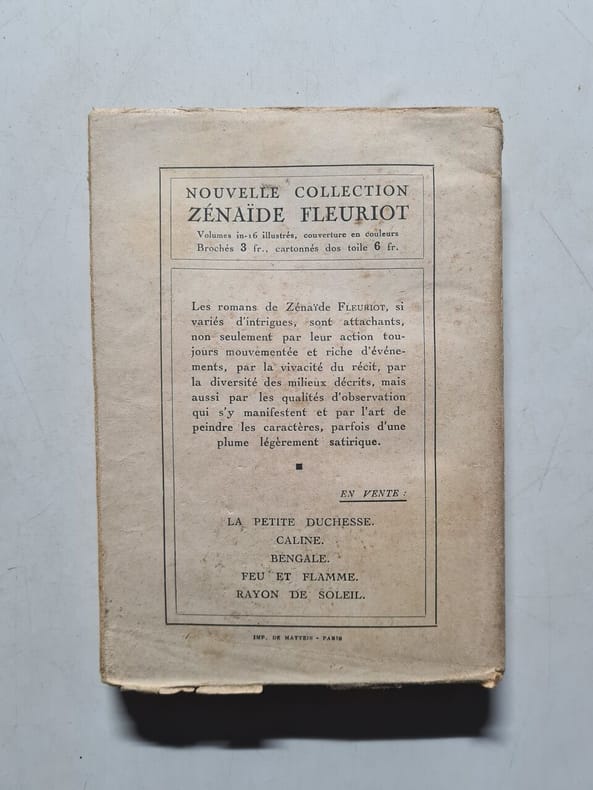 NOUVELLE COLLECTION
ZÉNAÏDE FLEURIOT
Volumes in-16 illustrés, couverture en couleurs
Brochés 3 fr., cartonnés dos toile 6 fr.
Les romans de Zénaïde FLEURIOT, si
variés d'intrigues, sont attachants,
non seulement par leur action tou-
jours mouvementée et riche d'événe-
ments, par la vivacité du récit, par
la diversité des milieux décrits, mais
aussi par les qualités d'observation
qui s'y manifestent et par l'art de
peindre les caractères, parfois d'une
plume légèrement satirique.
EN VENTE :
LA PETITE DUCHESSE.
CALINE.
BENGALE.
FEU ET FLAMME.
RAYON DE SOLEIL.
IMP. DE MATTEIS - PARIS